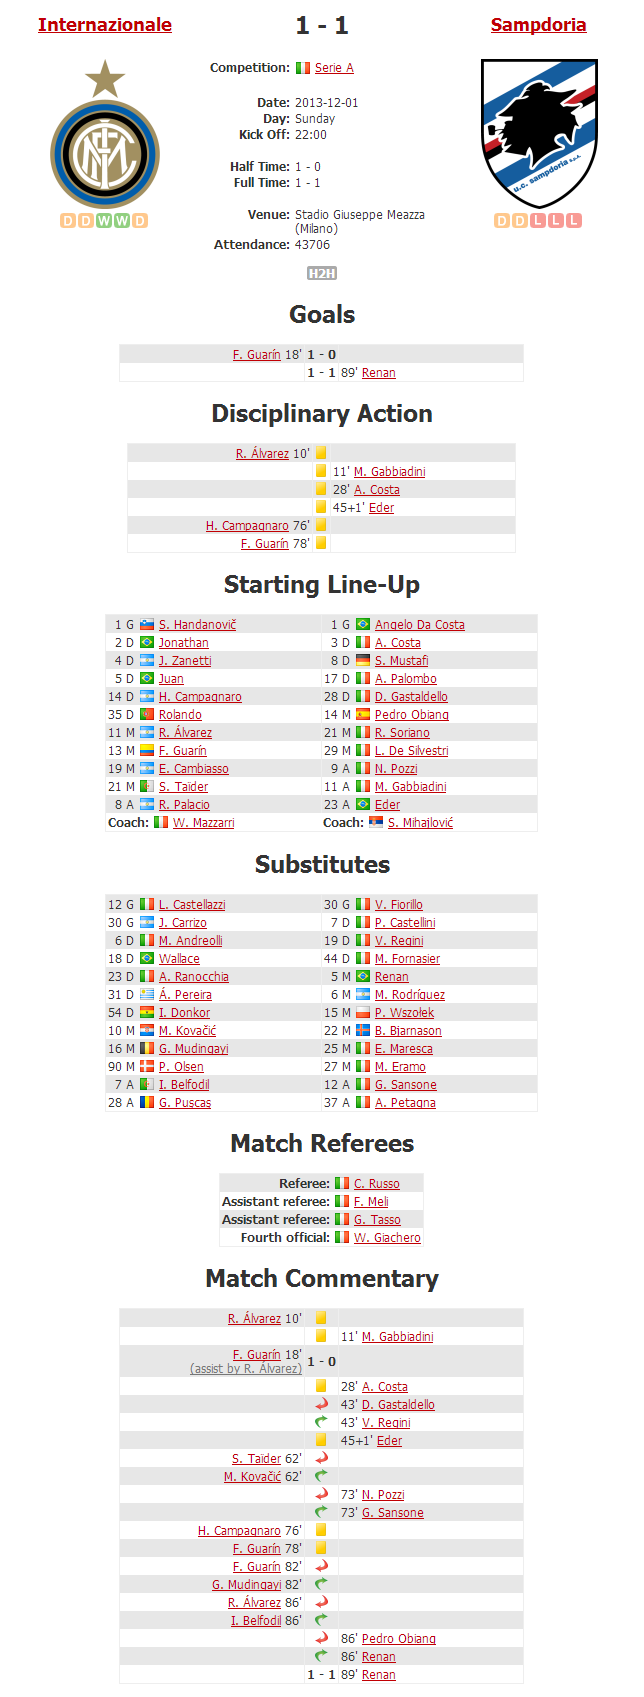 Internazionale 1 - 1 Sampdoria
Competition: Serie A
Date: 2013-12-01
Day: Sunday
Kick Off: 22:00
Half Time: 1 - 0
Full Time: 1 - 1
u.c. sampdoria s.p.a.
D D W W D
Venue: Stadio Giuseppe Meazza
(Milano)
D D L L L
Attendance: 43706
H2H
Goals
F. Guarín 18' 1 - 0
1 - 1 89' Renan
Disciplinary Action
R. Álvarez 10'
11' M. Gabbiadini
28' A. Costa
45+1' Eder
H. Campagnaro 76'
F. Guarín 78'
Starting Line-Up
1 G S. Handanovič 1 G Angelo Da Costa
2 D Jonathan 3 D A. Costa
4 D J. Zanetti 8 D S. Mustafi
5 D Juan 17 D A. Palombo
14 D H. Campagnaro 28 D D. Gastaldello
35 D Rolando 14 M Pedro Obiang
11 M R. Álvarez 21 M R. Soriano
13 M F. Guarín 29 M L. De Silvestri
19 M E. Cambiasso 9 A N. Pozzi
21 M S. Taïder 11 A M. Gabbiadini
8 A R. Palacio 23 A Eder
Coach: W. Mazzarri Coach: S. Mihajlović
Substitutes
12 G L. Castellazzi 30 G V. Fiorillo
30 G J. Carrizo 7 D P. Castellini
6 D M. Andreolli 19 D V. Regini
18 D Wallace 44 D M. Fornasier
23 D A. Ranocchia 5 M Renan
31 D Á. Pereira 6 M M. Rodríguez
54 D I. Donkor 15 M P. Wszołek
10 M M. Kovačić 22 M B. Bjarnason
16 M G. Mudingayi 25 M E. Maresca
90 M P. Olsen 27 M M. Eramo
7 A I. Belfodil 12 A G. Sansone
28 A G. Puscas 37 A A. Petagna
Match Referees
Referee: C. Russo
Assistant referee: F. Meli
Assistant referee: G. Tasso
Fourth official: W. Giachero
Match Commentary
R. Álvarez 10'
11' M. Gabbiadini
F. Guarín 18' 1 - 0
(assist by R. Álvarez)
28' A. Costa
43' D. Gastaldello
43' V. Regini
45+1' Eder
S. Taïder 62'
M. Kovačić 62'
73' N. Pozzi
73' G. Sansone
H. Campagnaro 76'
F. Guarín 78'
F. Guarín 82'
G. Mudingayi 82'
R. Álvarez 86'
I. Belfodil 86'
86' Pedro Obiang
86' Renan
1 - 1 89' Renan